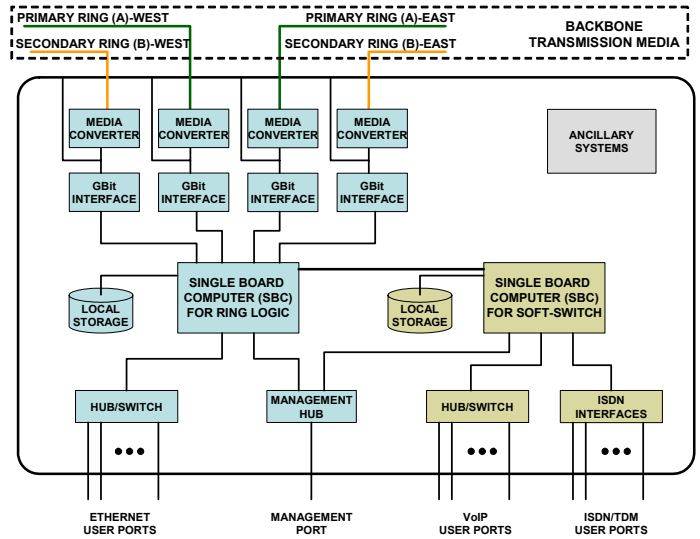 PRIMARY RING (A)-WEST
PRIMARY RING (A)-EAST
SECONDARY RING (B)-WEST
SECONDARY RING (B)-EAST
BACKBONE
TRANSMISSION MEDIA
MEDIA
CONVERTER
MEDIA
CONVERTER
MEDIA
CONVERTER
MEDIA
CONVERTER
ANCILLARY
SYSTEMS
GBit
INTERFACE
GBit
INTERFACE
GBit
INTERFACE
GBit
INTERFACE
LOCAL
STORAGE
SINGLE BOARD
COMPUTER (SBC)
FOR RING LOGIC
LOCAL
STORAGE
SINGLE BOARD
COMPUTER (SBC)
FOR SOFT-SWITCH
HUB/SWITCH
MANAGEMENT
HUB
HUB/SWITCH
ISDN
INTERFACES
ETHERNET
USER PORTS
MANAGEMENT
PORT
VoIP
USER PORTS
ISDN/TDM
USER PORTS